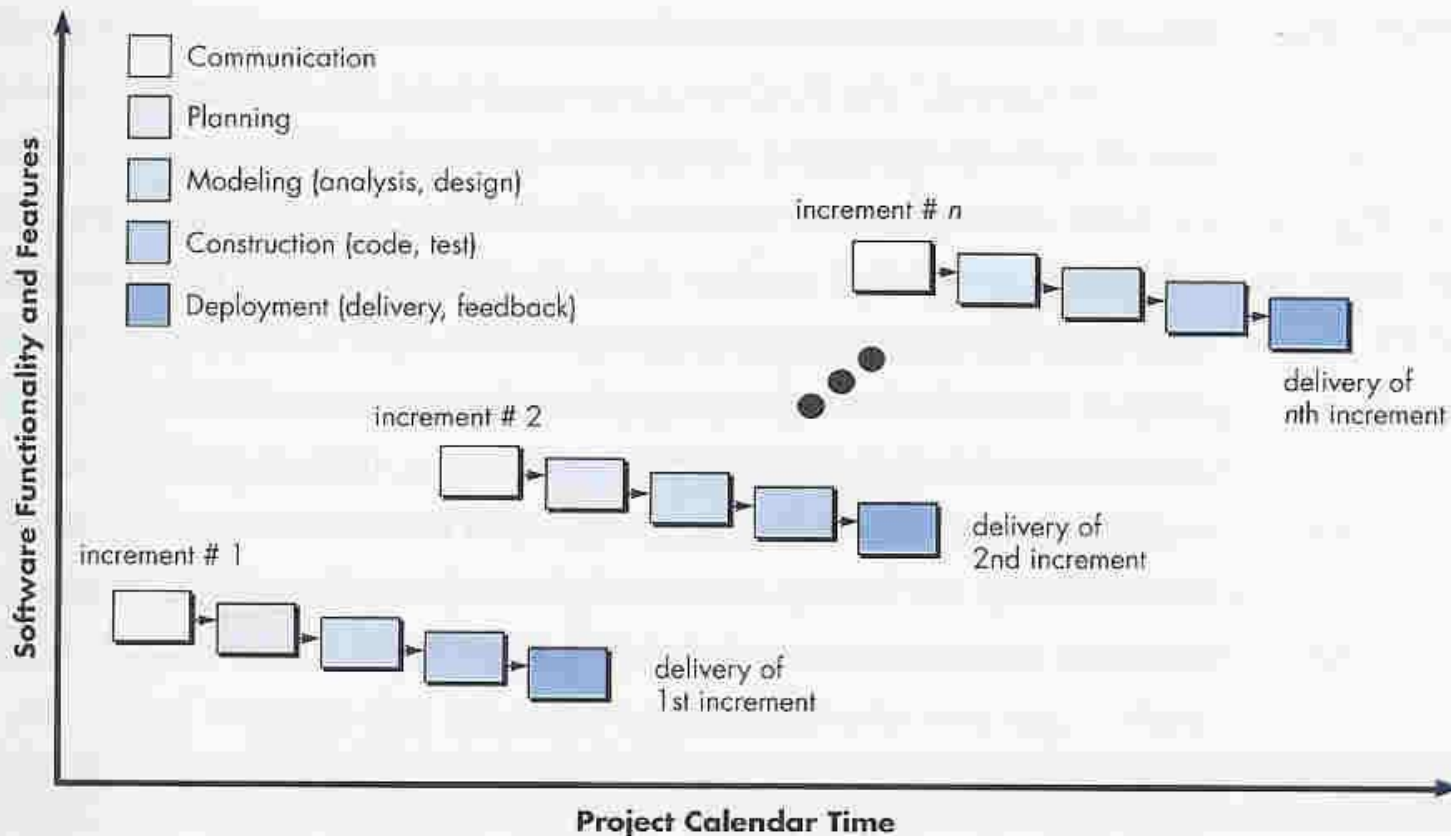 Software Functionality and Features
Communication
Planning
Modeling (analysis, design)
Construction (code, test)
Deployment (delivery, feedback)
increment # n
delivery of
nth increment
increment # 2
delivery of
2nd increment
increment # 1
delivery of
1st increment
Project Calendar Time